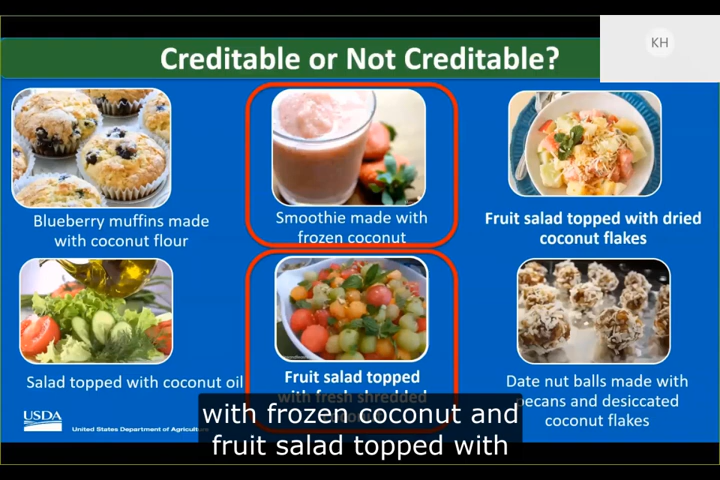 KH
Creditable or Not Creditable?
Blueberry muffins made
with coconut flour
Smoothie made with
frozen coconut
Fruit salad topped with dried
coconut flakes
Salad topped with coconut oil
Fruit salad topped
with fresh shredded
Date nut balls made with
pecans and desiccated
coconut flakes
USDA
United States Department of Agriculture
with frozen coconut and
fruit salad topped with